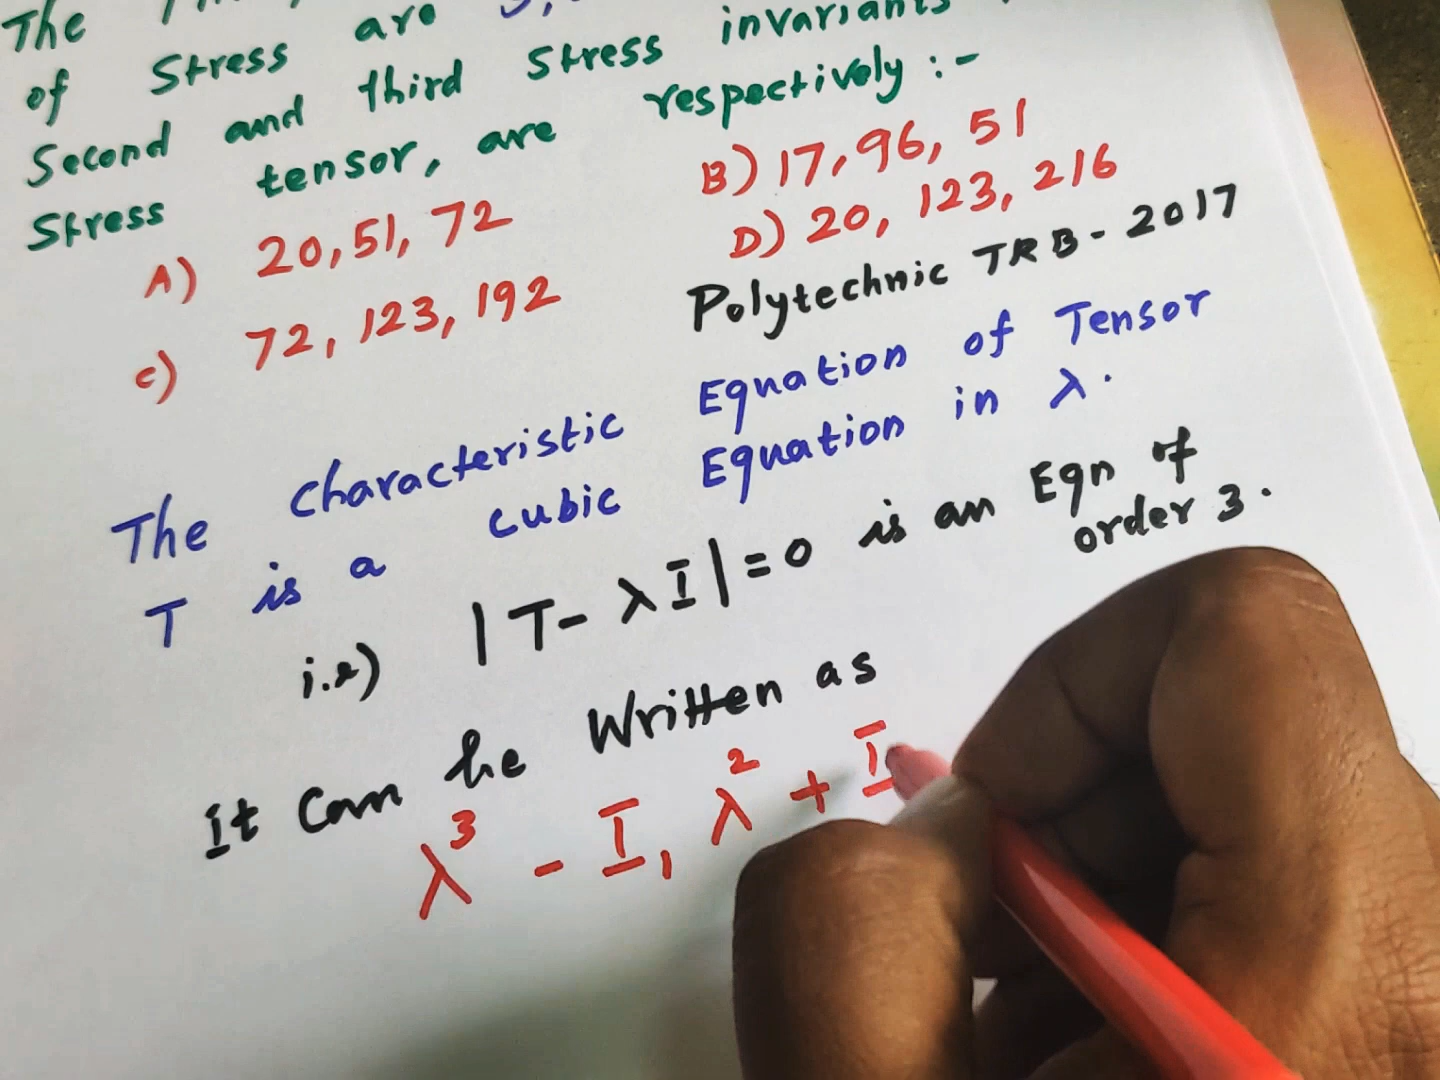 The
of Stress are
Second and third Stress invariants
Stress tensor, are respectively :-
A) 20, 51, 72 B) 17, 96, 51
C) 72, 123, 192 D) 20, 123, 216
Polytechnic TRB - 2017
The characteristic Equation of Tensor
T is a cubic Equation in λ.
i.e) |T - λI| = 0 is an Eqn of
order 3.
It Can be Written as
λ³ - I₁ λ² + I